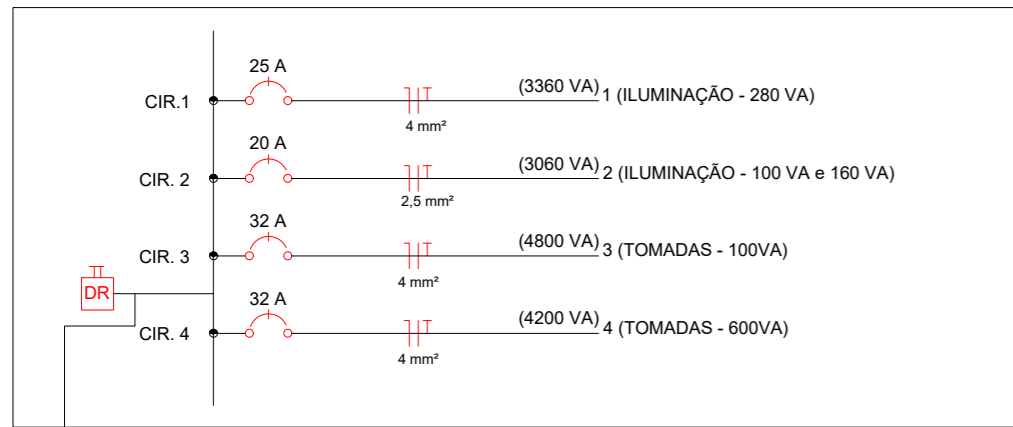 25 A
CIR.1
4 mm²
(3360 VA) 1 (ILUMINAÇÃO - 280 VA)
20 A
CIR. 2
2,5 mm²
(3060 VA) 2 (ILUMINAÇÃO - 100 VA e 160 VA)
32 A
CIR. 3
4 mm²
(4800 VA) 3 (TOMADAS - 100VA)
DR
32 A
CIR. 4
4 mm²
(4200 VA) 4 (TOMADAS - 600VA)